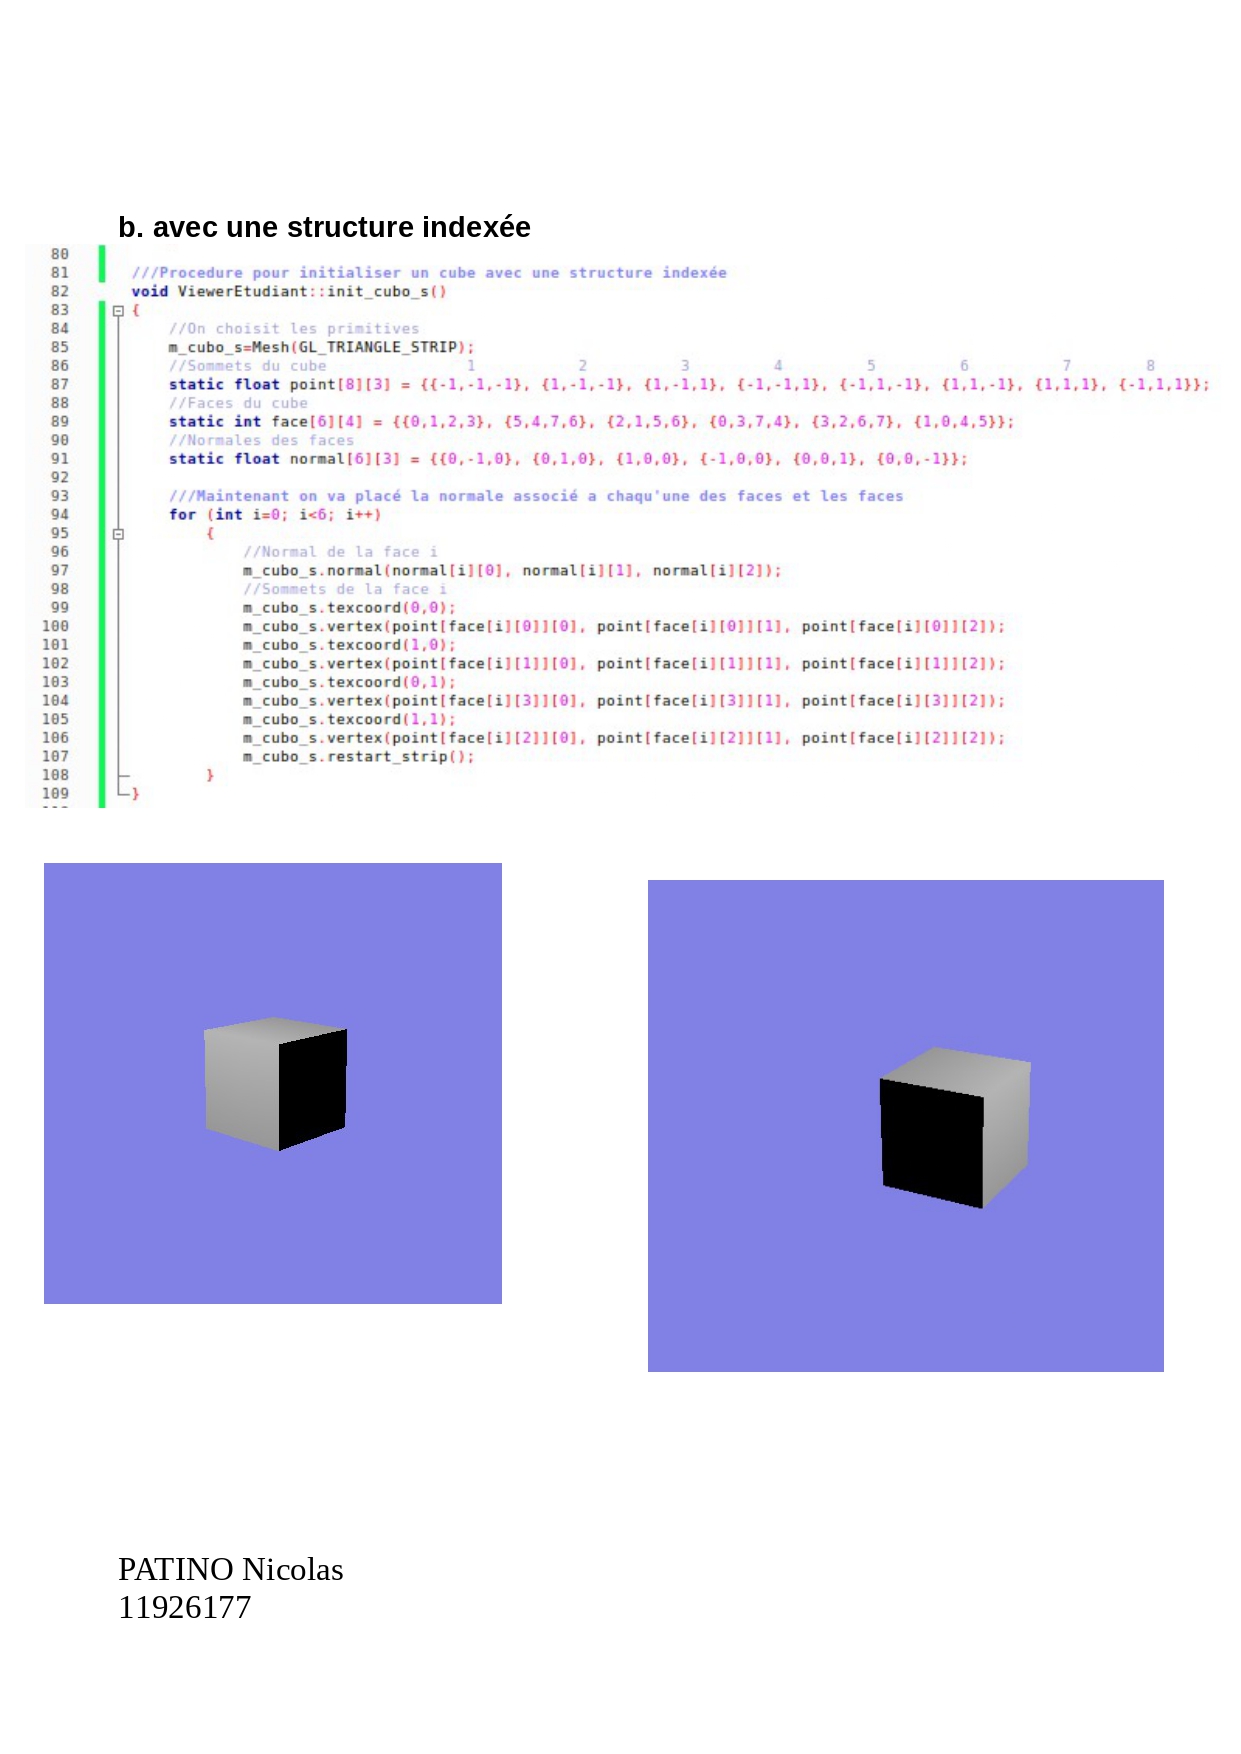 b. avec une structure indexée
80
81 ///Procedure pour initialiser un cube avec une structure indexée
82 void ViewerEtudiant::init_cubo_s()
83 {
84 //On choisit les primitives
85 m_cubo_s=Mesh(GL_TRIANGLE_STRIP);
86 //Sommets du cube 1 2 3 4 5 6 7 8
87 static float point[8][3] = {{-1,-1,-1}, {1,-1,-1}, {1,-1,1}, {-1,-1,1}, {-1,1,-1}, {1,1,-1}, {1,1,1}, {-1,1,1}};
88 //Faces du cube
89 static int face[6][4] = {{0,1,2,3}, {5,4,7,6}, {2,1,5,6}, {0,3,7,4}, {3,2,6,7}, {1,0,4,5}};
90 //Normales des faces
91 static float normal[6][3] = {{0,-1,0}, {0,1,0}, {1,0,0}, {-1,0,0}, {0,0,1}, {0,0,-1}};
92
93 ///Maintenant on va placé la normale associé a chaqu'une des faces et les faces
94 for (int i=0; i<6; i++)
95 {
96 //Normal de la face i
97 m_cubo_s.normal(normal[i][0], normal[i][1], normal[i][2]);
98 //Sommets de la face i
99 m_cubo_s.texcoord(0,0);
100 m_cubo_s.vertex(point[face[i][0]][0], point[face[i][0]][1], point[face[i][0]][2]);
101 m_cubo_s.texcoord(1,0);
102 m_cubo_s.vertex(point[face[i][1]][0], point[face[i][1]][1], point[face[i][1]][2]);
103 m_cubo_s.texcoord(0,1);
104 m_cubo_s.vertex(point[face[i][3]][0], point[face[i][3]][1], point[face[i][3]][2]);
105 m_cubo_s.texcoord(1,1);
106 m_cubo_s.vertex(point[face[i][2]][0], point[face[i][2]][1], point[face[i][2]][2]);
107 m_cubo_s.restart_strip();
108 }
109 }
PATINO Nicolas
11926177